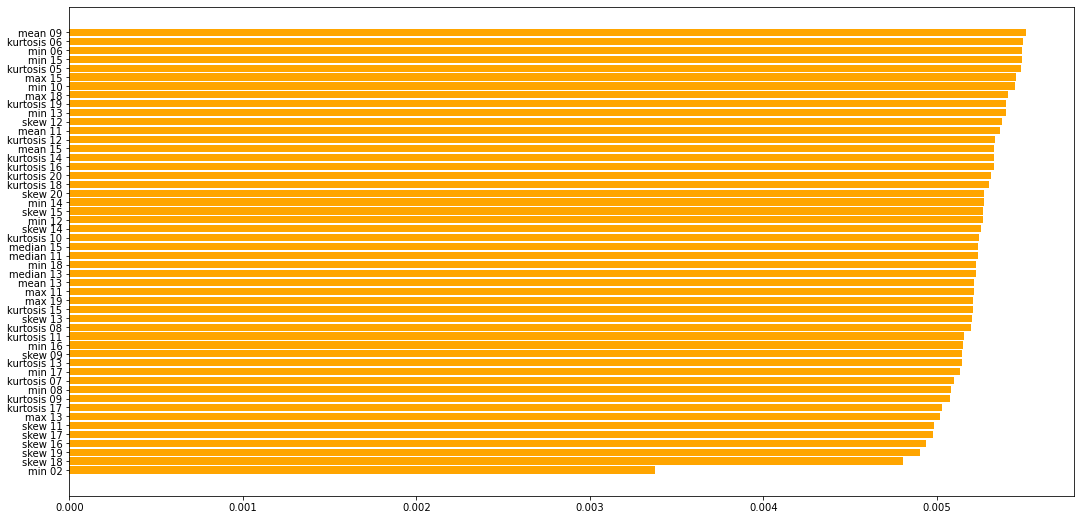 mean 09
kurtosis 06
min 06
min 15
kurtosis 05
max 15
min 10
max 18
kurtosis 19
min 13
skew 12
mean 11
kurtosis 12
mean 15
kurtosis 14
kurtosis 16
kurtosis 20
kurtosis 18
skew 20
min 14
skew 15
min 12
skew 14
kurtosis 10
median 15
median 11
min 18
median 13
mean 13
max 11
max 19
kurtosis 15
skew 13
kurtosis 08
kurtosis 11
min 16
skew 09
kurtosis 13
min 17
kurtosis 07
min 08
kurtosis 09
kurtosis 17
max 13
skew 11
skew 17
skew 16
skew 19
skew 18
min 02
0.000 0.001 0.002 0.003 0.004 0.005